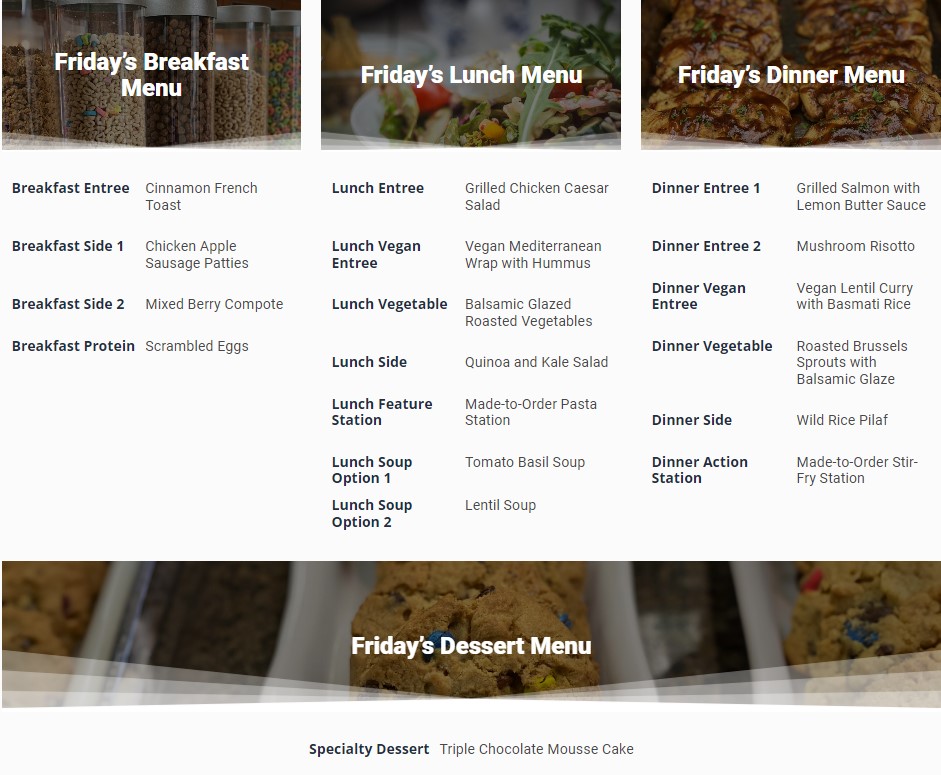 Friday’s Breakfast
Menu
Breakfast Entree Cinnamon French
Toast
Breakfast Side 1 Chicken Apple
Sausage Patties
Breakfast Side 2 Mixed Berry Compote
Breakfast Protein Scrambled Eggs
Friday’s Lunch Menu
Lunch Entree Grilled Chicken Caesar
Salad
Lunch Vegan Vegan Mediterranean
Entree Wrap with Hummus
Lunch Vegetable Balsamic Glazed
Roasted Vegetables
Lunch Side Quinoa and Kale Salad
Lunch Feature Made-to-Order Pasta
Station Station
Lunch Soup Tomato Basil Soup
Option 1
Lunch Soup Lentil Soup
Option 2
Friday’s Dinner Menu
Dinner Entree 1 Grilled Salmon with
Lemon Butter Sauce
Dinner Entree 2 Mushroom Risotto
Dinner Vegan Vegan Lentil Curry
Entree with Basmati Rice
Dinner Vegetable Roasted Brussels
Sprouts with
Balsamic Glaze
Dinner Side Wild Rice Pilaf
Dinner Action Made-to-Order Stir-
Station Fry Station
Friday’s Dessert Menu
Specialty Dessert Triple Chocolate Mousse Cake